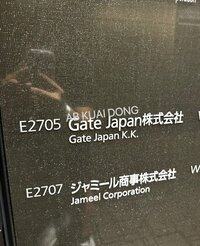 AB KUAI DONG
E2705 Gate Japan株式会社
Gate Japan K.K.
E2707 ジャミール商事株式会社
Jameel Corporation
W